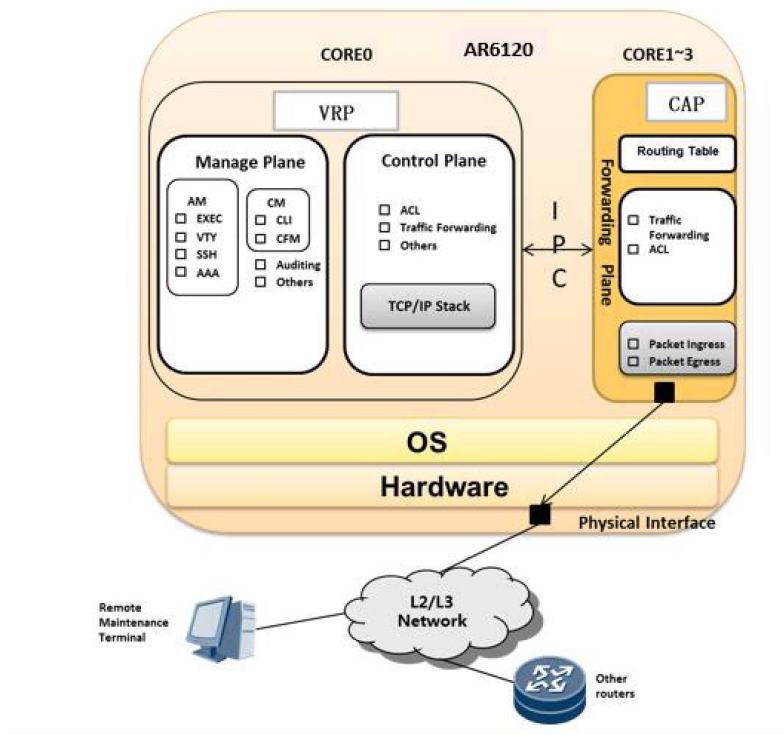 AR6120
CORE0
CORE1~3
VRP
CAP
Manage Plane
AM
EXEC
VTY
SSH
AAA
CM
CLI
CFM
Auditing
Others
Control Plane
ACL
Traffic Forwarding
Others
TCP/IP Stack
I
P
C
Forwarding Plane
Routing Table
Traffic
Forwarding
ACL
Packet Ingress
Packet Egress
OS
Hardware
Physical Interface
Remote
Maintenance
Terminal
L2/L3
Network
Other
routers